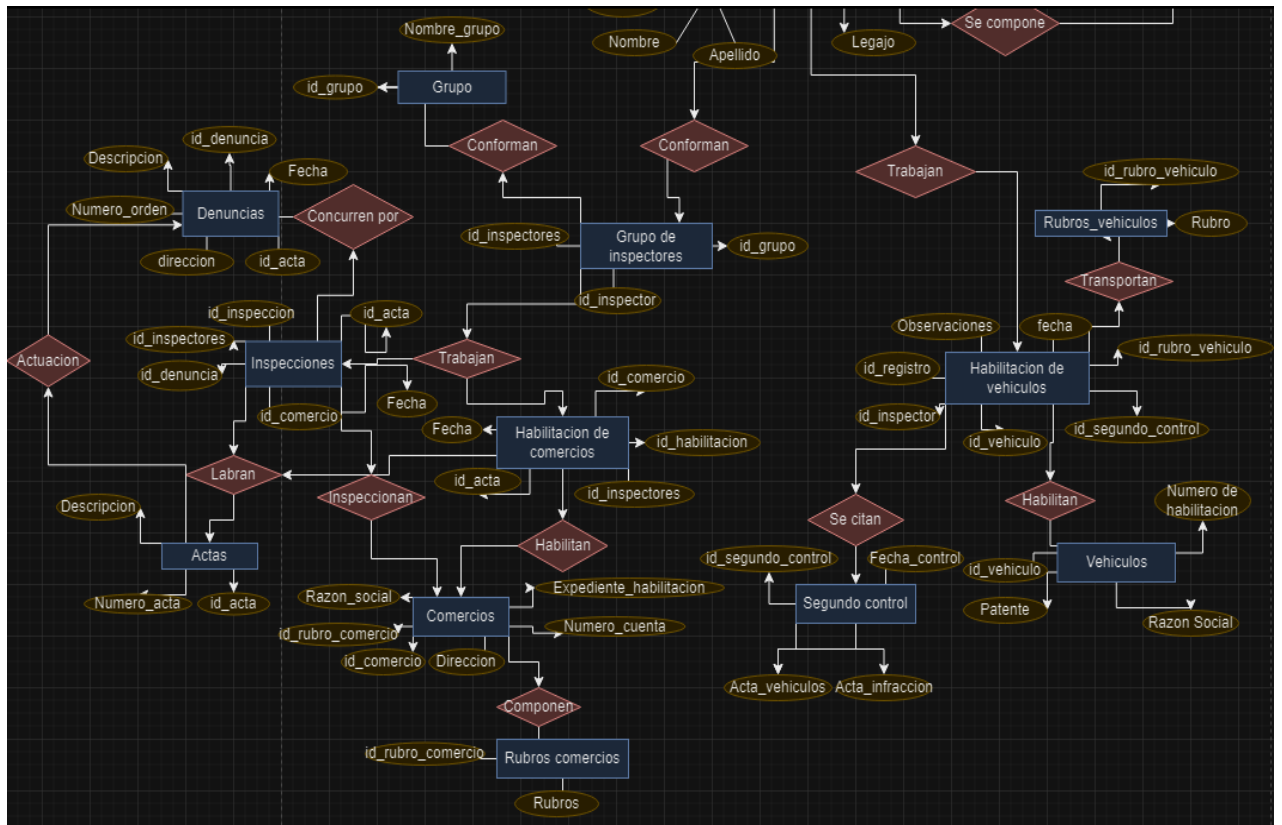 Nombre_grupo
Se compone
Nombre
Legajo
Apellido
id_grupo
Grupo
id_denuncia
Conforman
Conforman
Descripcion
Fecha
Trabajan
id_rubro_vehiculo
Numero_orden
Denuncias
Concurren por
Rubros_vehiculos
Rubro
id_inspectores
Grupo de
inspectores
id_grupo
direccion
id_acta
Transportan
id_inspector
id_inspeccion
id_acta
Observaciones
fecha
id_inspectores
Actuacion
Inspecciones
Trabajan
id_rubro_vehiculo
id_denuncia
id_registro
Habilitacion de
vehiculos
id_comercio
Fecha
id_comercio
id_inspector
Fecha
Habilitacion de
comercios
id_habilitacion
id_vehiculo
id_segundo_control
Labran
id_acta
id_inspectores
Inspeccionan
Numero de
habilitacion
Habilitan
Descripcion
Se citan
Actas
Habilitan
id_segundo_control
Fecha_control
Vehiculos
id_vehiculo
Numero_acta
id_acta
Razon_social
Expediente_habilitacion
Comercios
Segundo control
Patente
Razon Social
id_rubro_comercio
Numero_cuenta
id_comercio
Direccion
Acta_vehiculos
Acta_infraccion
Componen
id_rubro_comercio
Rubros comercios
Rubros